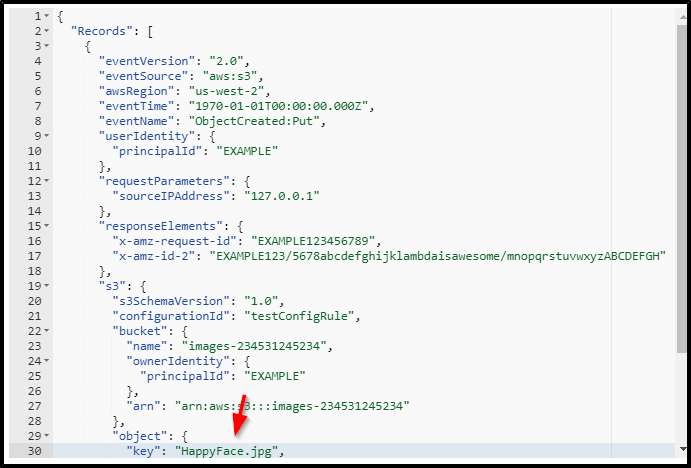 1 {
2 "Records": [
3 {
4 "eventVersion": "2.0",
5 "eventSource": "aws:s3",
6 "awsRegion": "us-west-2",
7 "eventTime": "1970-01-01T00:00:00.000Z",
8 "eventName": "ObjectCreated:Put",
9 "userIdentity": {
10 "principalId": "EXAMPLE"
11 },
12 "requestParameters": {
13 "sourceIPAddress": "127.0.0.1"
14 },
15 "responseElements": {
16 "x-amz-request-id": "EXAMPLE123456789",
17 "x-amz-id-2": "EXAMPLE123/5678abcdefghijklambdaisawesome/mnopqrstuvwxyzABCDEFGH"
18 },
19 "s3": {
20 "s3SchemaVersion": "1.0",
21 "configurationId": "testConfigRule",
22 "bucket": {
23 "name": "images-234531245234",
24 "ownerIdentity": {
25 "principalId": "EXAMPLE"
26 },
27 "arn": "arn:aws:s3:::images-234531245234"
28 },
29 "object": {
30 "key": "HappyFace.jpg",